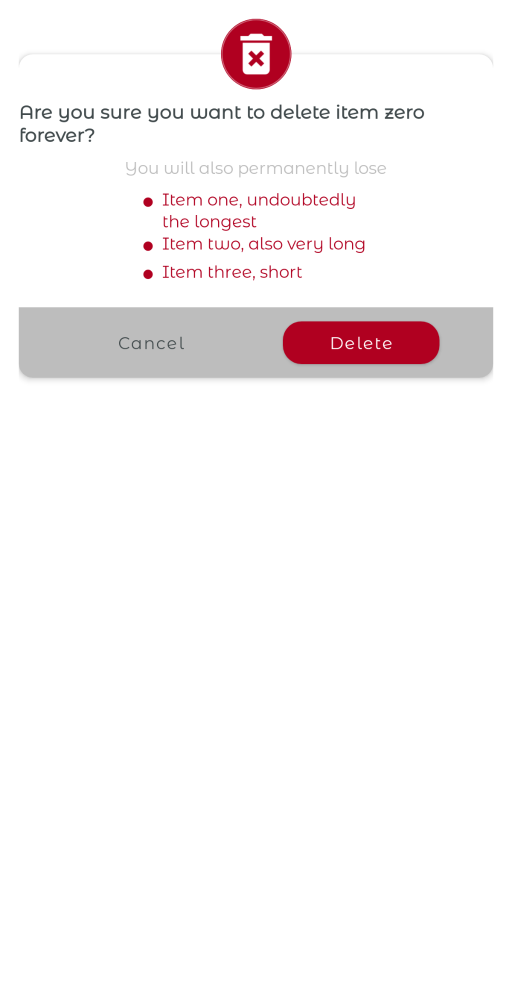 Are you sure you want to delete item zero
forever?
You will also permanently lose
Item one, undoubtedly
the longest
Item two, also very long
Item three, short
Cancel
Delete